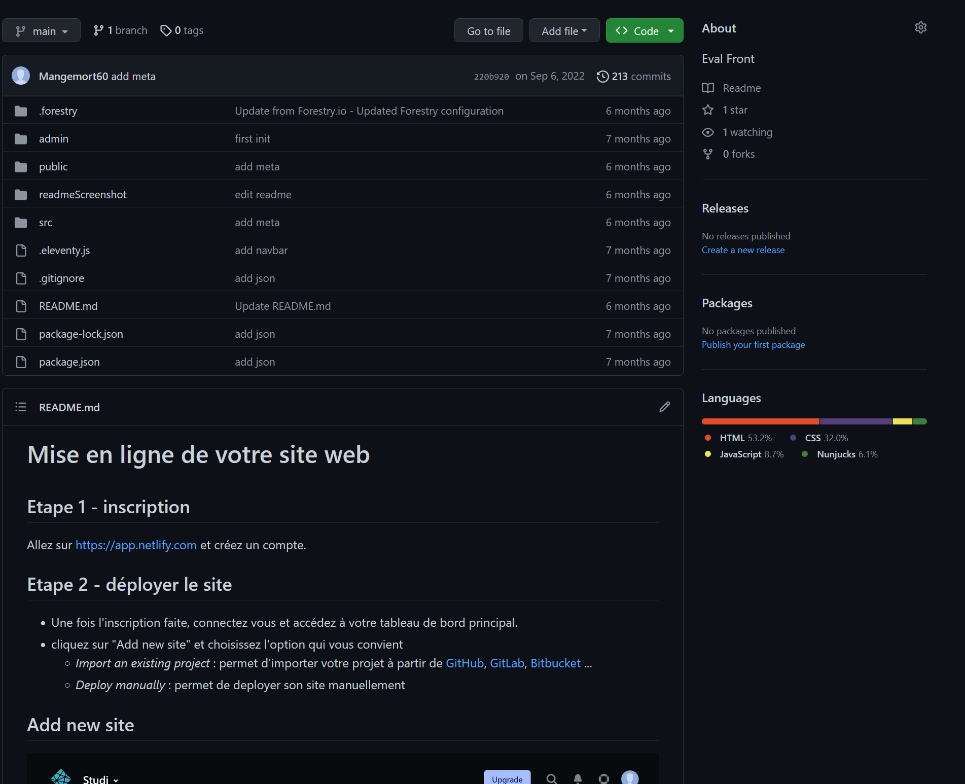 main
1 branch
0 tags
Go to file
Add file
Code
Mangemort60 add meta
220b920 on Sep 6, 2022
213 commits
.forestry
Update from Forestry.io - Updated Forestry configuration
6 months ago
admin
first init
7 months ago
public
add meta
6 months ago
readmeScreenshot
edit readme
6 months ago
src
add meta
6 months ago
.eleventy.js
add navbar
7 months ago
.gitignore
add json
7 months ago
README.md
Update README.md
6 months ago
package-lock.json
add json
7 months ago
package.json
add json
7 months ago
README.md
Mise en ligne de votre site web
Etape 1 - inscription
Allez sur https://app.netlify.com et créez un compte.
Etape 2 - déployer le site
Une fois l'inscription faite, connectez vous et accédez à votre tableau de bord principal.
cliquez sur "Add new site" et choisissez l'option qui vous convient
Import an existing project : permet d'importer votre projet à partir de GitHub, GitLab, Bitbucket ...
Deploy manually : permet de deployer son site manuellement
Add new site
Studi
Upgrade
About
Eval Front
Readme
1 star
1 watching
0 forks
Releases
No releases published
Create a new release
Packages
No packages published
Publish your first package
Languages
HTML 53.2%
CSS 32.0%
JavaScript 8.7%
Nunjucks 6.1%